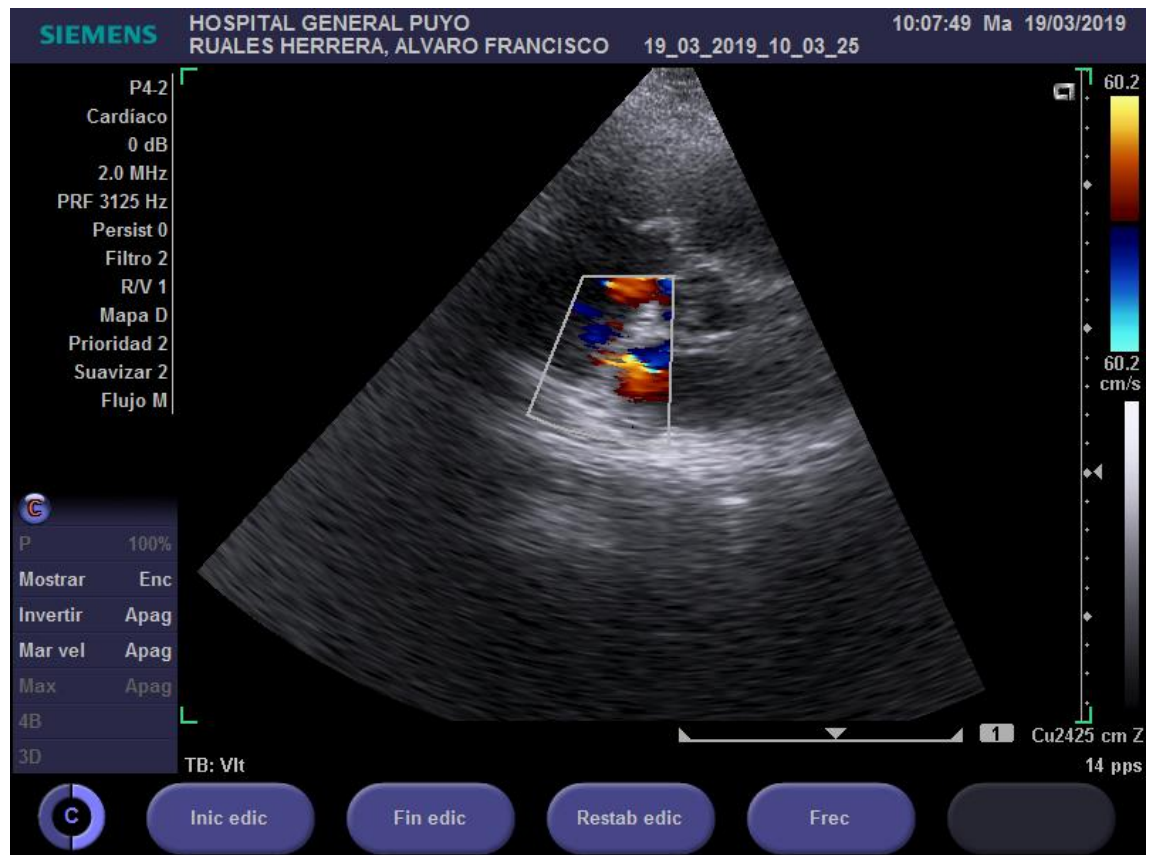 SIEMENS
HOSPITAL GENERAL PUYO
10:07:49 Ma 19/03/2019
RUALES HERRERA, ALVARO FRANCISCO 19_03_2019_10_03_25
P4-2
Cardíaco
0 dB
2.0 MHz
PRF 3125 Hz
Persist 0
Filtro 2
R/V 1
Mapa D
Prioridad 2
Suavizar 2
Flujo M
60.2
60.2
cm/s
C
P 100%
Mostrar Enc
Invertir Apag
Mar vel Apag
Max Apag
4B
3D
1 Cu2425 cm Z
TB: Vlt
14 pps
C
Inic edic
Fin edic
Restab edic
Frec